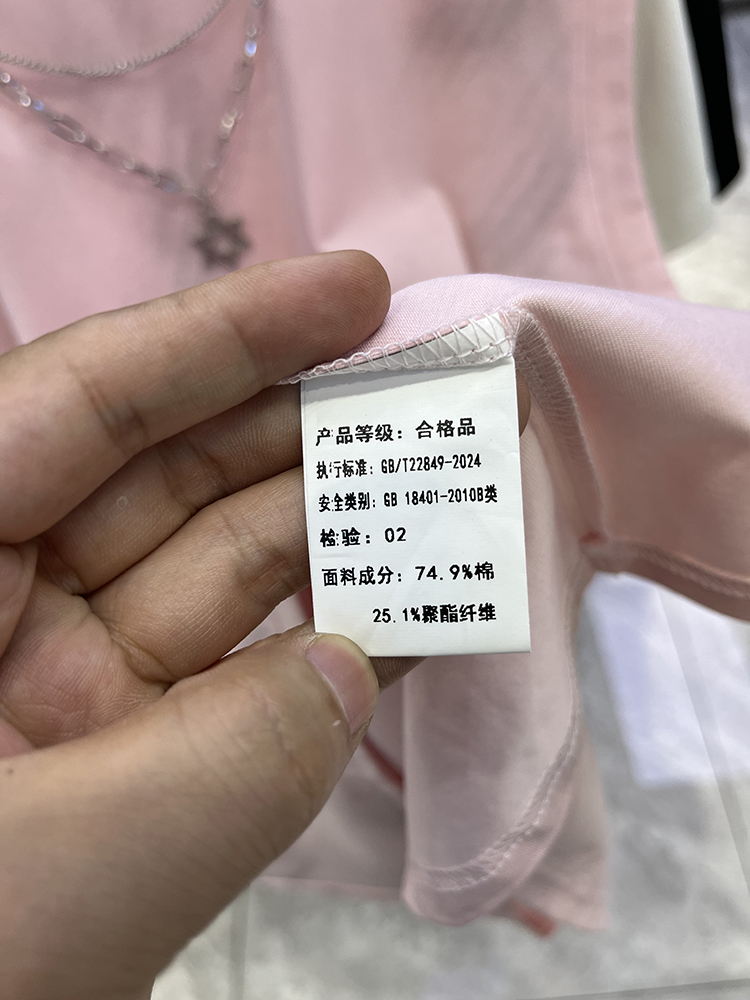 产品等级：合格品
执行标准：GB/T22849-2024
安全类别：GB 18401-2010B类
检验：02
面料成分：74.9%棉
25.1%聚酯纤维